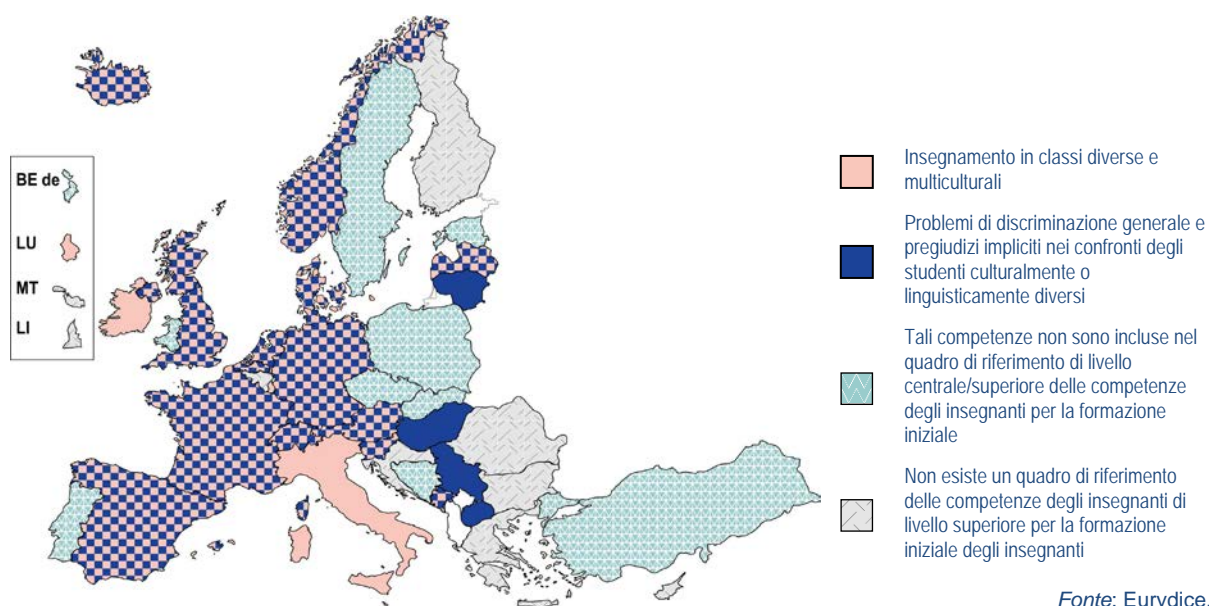 BE de
LU
MT
LI
Insegnamento in classi diverse e
multiculturali
Problemi di discriminazione generale e
pregiudizi impliciti nei confronti degli
studenti culturalmente o
linguisticamente diversi
Tali competenze non sono incluse nel
quadro di riferimento di livello
centrale/superiore delle competenze
degli insegnanti per la formazione
iniziale
Non esiste un quadro di riferimento
delle competenze degli insegnanti di
livello superiore per la formazione
iniziale degli insegnanti
Fonte: Eurydice.